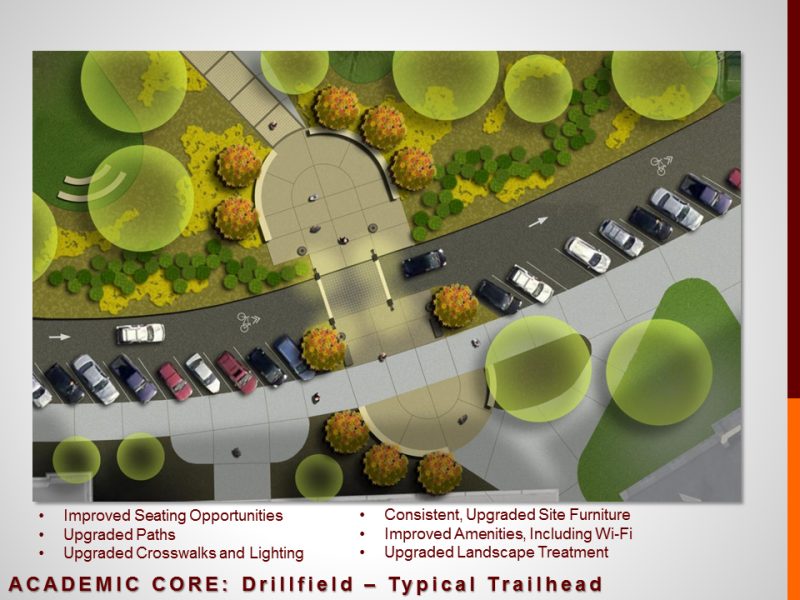 • Improved Seating Opportunities
• Upgraded Paths
• Upgraded Crosswalks and Lighting
• Consistent, Upgraded Site Furniture
• Improved Amenities, Including Wi-Fi
• Upgraded Landscape Treatment
ACADEMIC CORE: Drillfield – Typical Trailhead